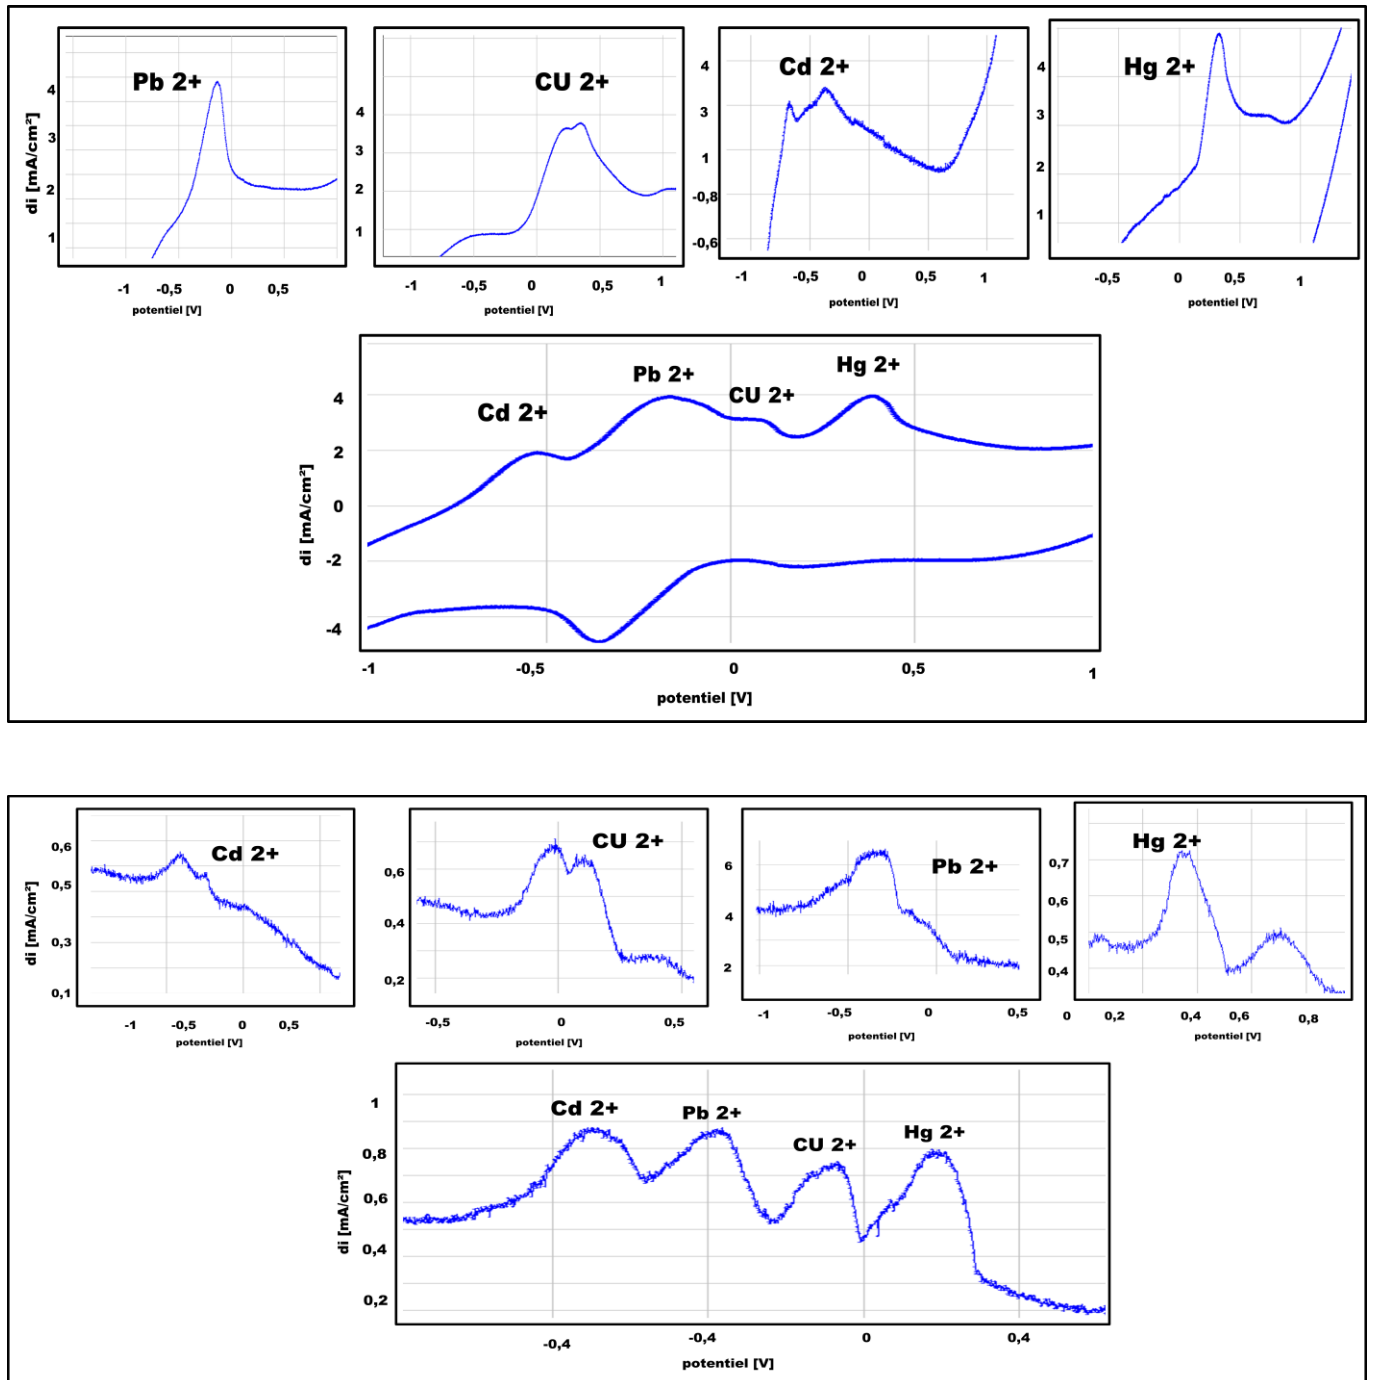 Pb 2+
di [mA/cm²]
4
3
2
1
-1 -0,5 0 0,5
potentiel [V]
CU 2+
4
3
2
1
-1 -0,5 0 0,5 1
potentiel [V]
Cd 2+
4
3
1
-0,8
-0,6
-1 -0,5 0 0,5 1
potentiel [V]
Hg 2+
4
3
2
1
-0,5 0 0,5 1
potentiel [V]
Cd 2+
Pb 2+
CU 2+
Hg 2+
di [mA/cm²]
4
2
0
-2
-4
-1 -0,5 0 0,5 1
potentiel [V]
Cd 2+
di [mA/cm²]
0,6
0,5
0,3
0,1
-1 -0,5 0 0,5
potentiel [V]
CU 2+
0,6
0,4
0,2
-0,5 0 0,5
potentiel [V]
Pb 2+
6
4
2
-1 -0,5 0 0,5
potentiel [V]
Hg 2+
0,7
0,6
0,5
0,4
0 0,2 0,4 0,6 0,8
potentiel [V]
Cd 2+
Pb 2+
CU 2+
Hg 2+
di [mA/cm²]
1
0,8
0,6
0,4
0,2
-0,4 -0,4 0 0,4
potentiel [V]